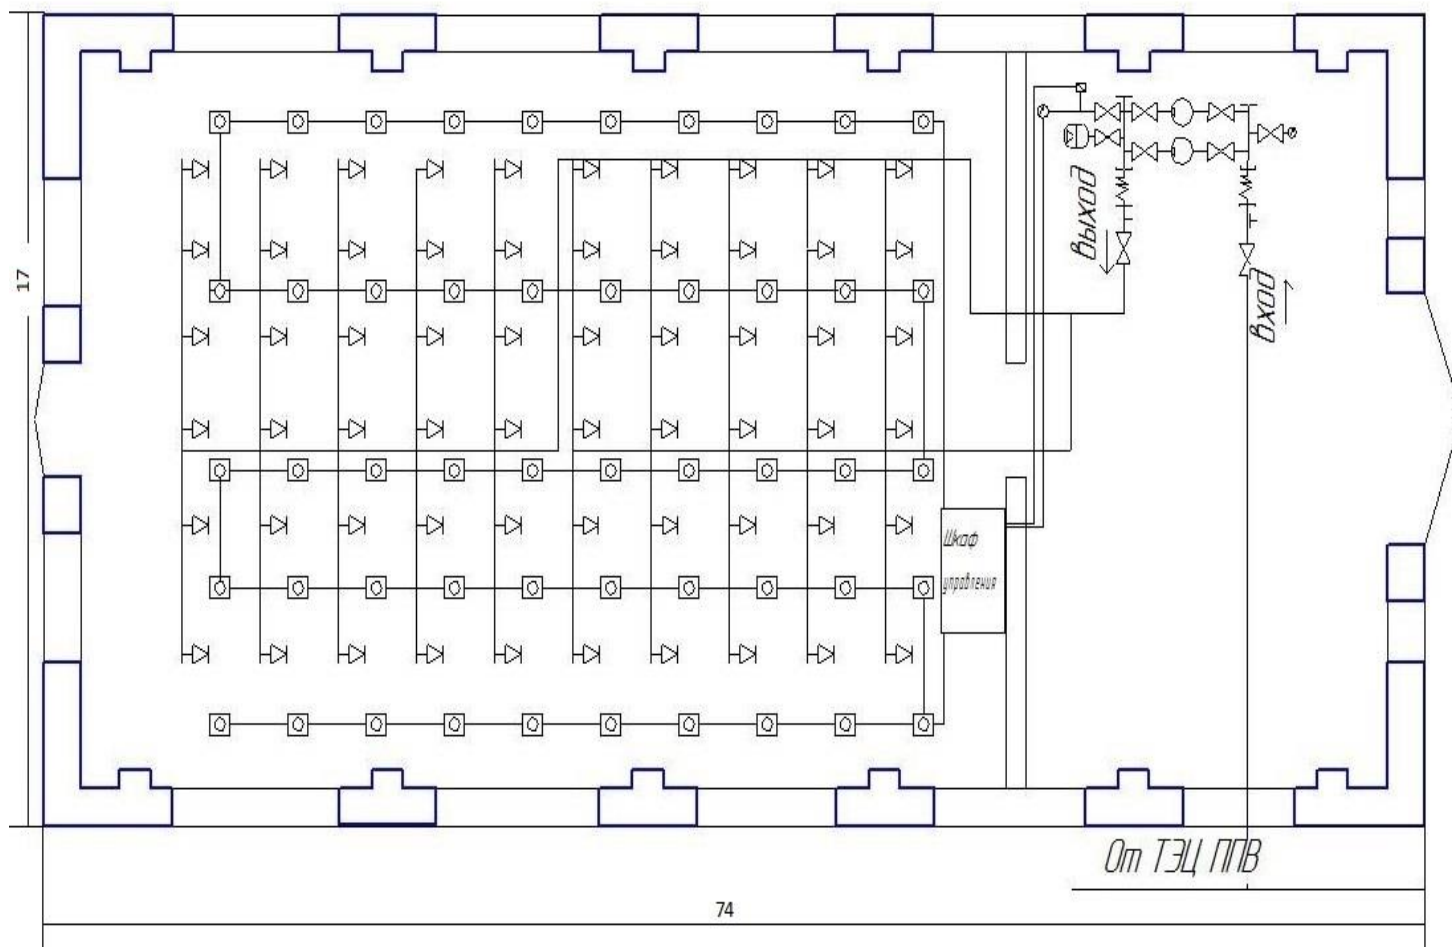 17
Выход
Вход
Шкаф
управления
От ТЭЦ ППВ
74